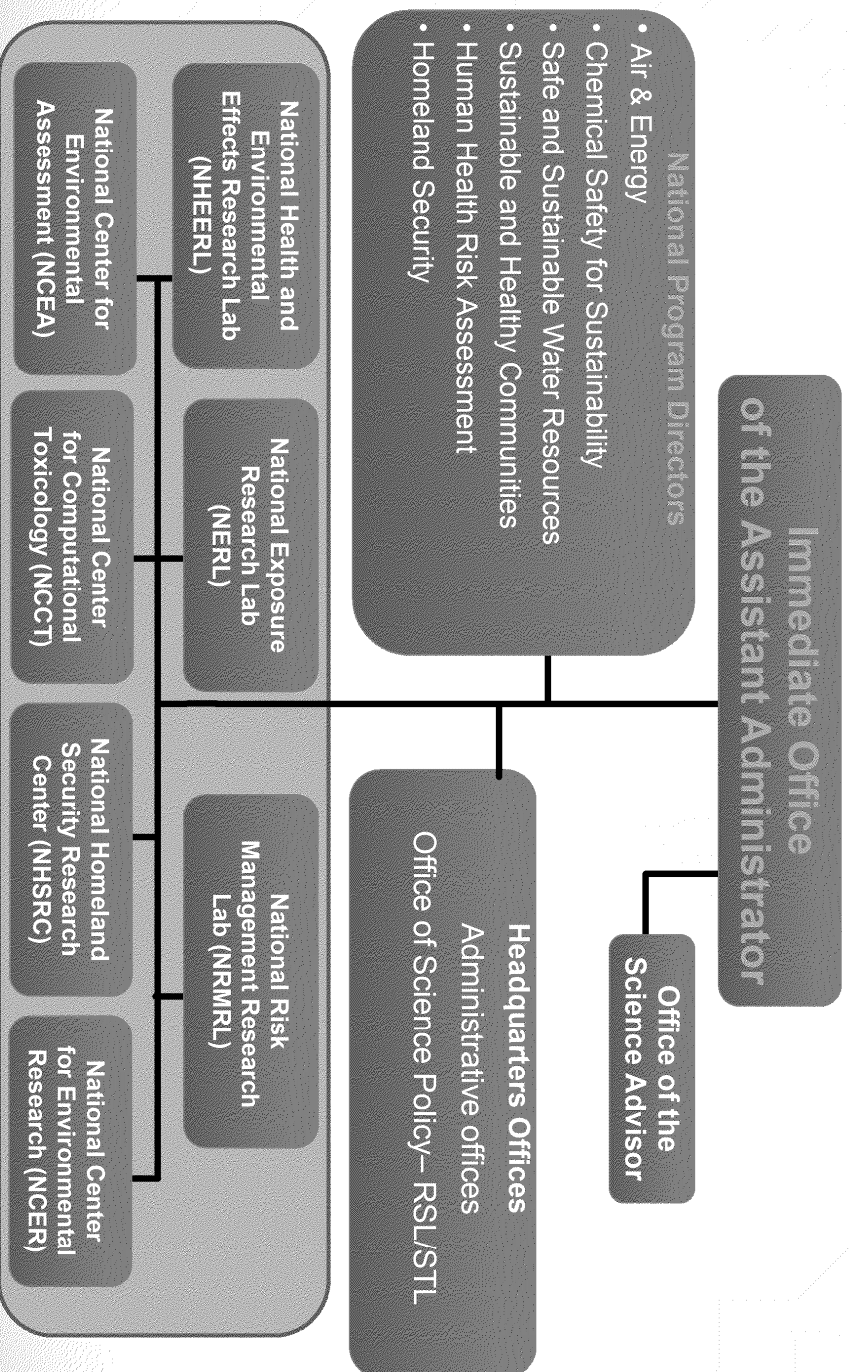 Immediate Office
of the Assistant Administrator
Office of the
Science Advisor
National Program Directors
• Air & Energy
• Chemical Safety for Sustainability
• Safe and Sustainable Water Resources
• Sustainable and Healthy Communities
• Human Health Risk Assessment
• Homeland Security
Headquarters Offices
Administrative offices
Office of Science Policy– RSL/STL
National Health and
Environmental
Effects Research Lab
(NHEERL)
National Exposure
Research Lab
(NERL)
National Risk
Management Research
Lab (NRMRL)
National Center for
Environmental
Assessment (NCEA)
National Center
for Computational
Toxicology (NCCT)
National Homeland
Security Research
Center (NHSRC)
National Center
for Environmental
Research (NCER)